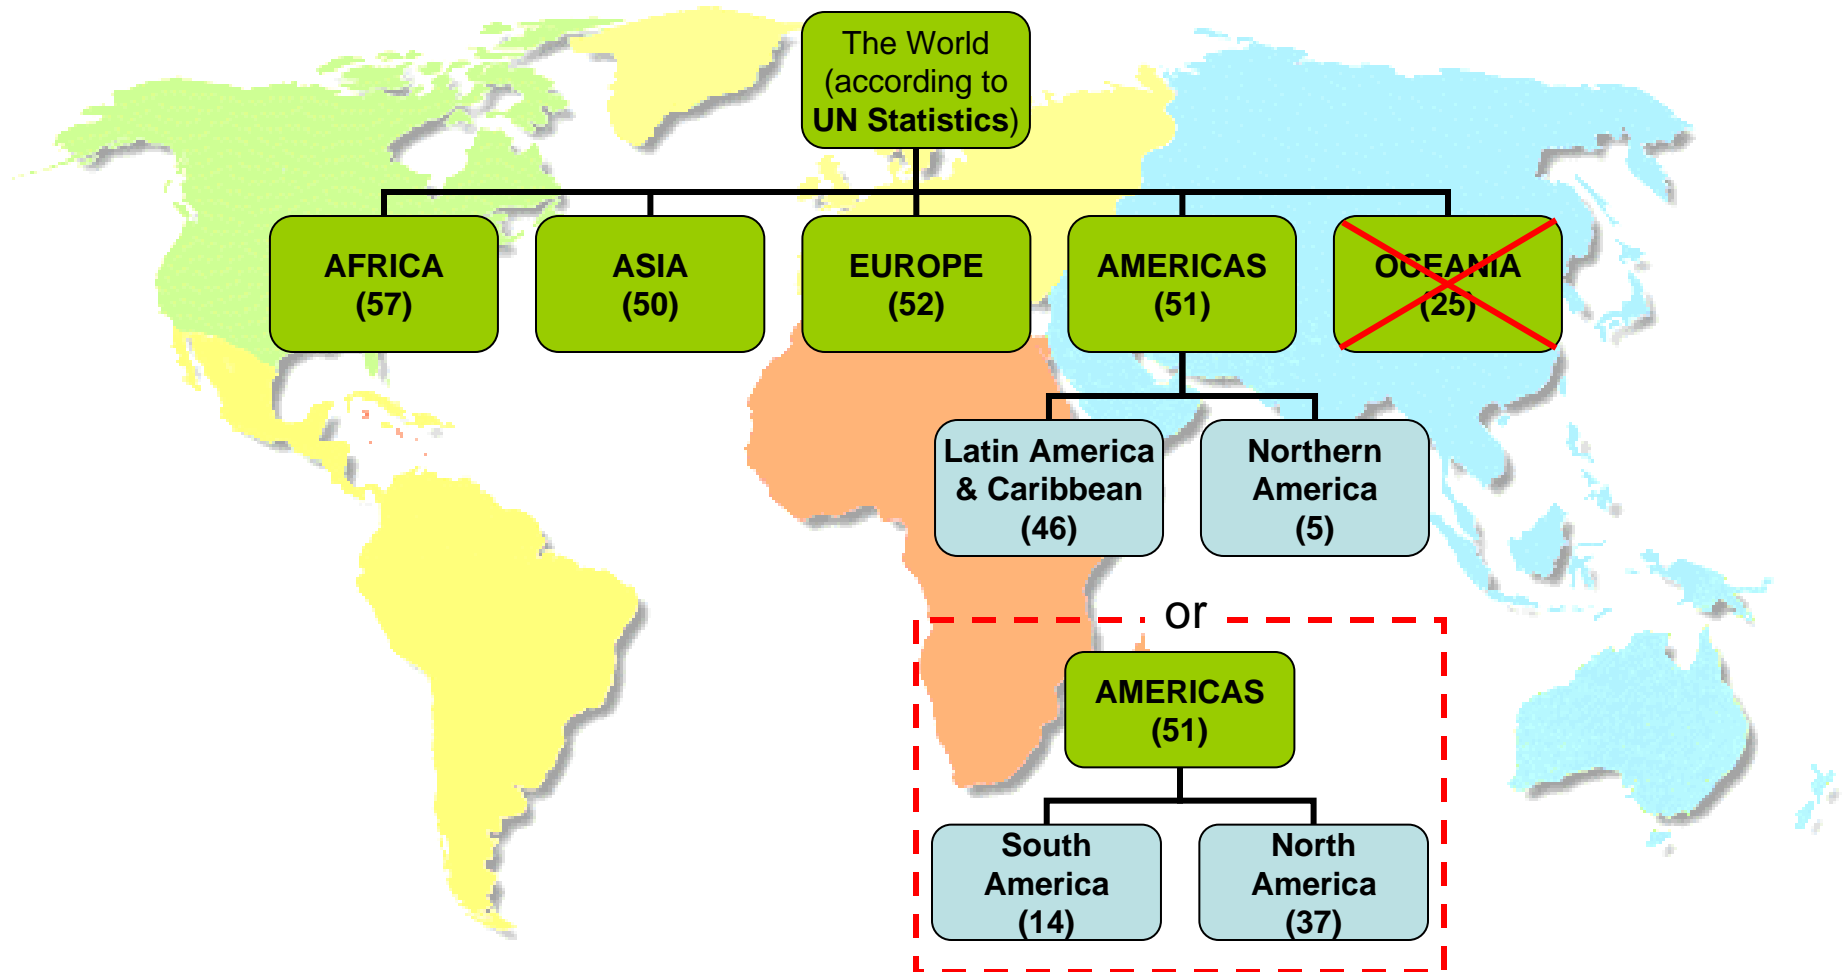 The World
(according to
UN Statistics)
AFRICA
(57)
ASIA
(50)
EUROPE
(52)
AMERICAS
(51)
OCEANIA
(25)
Latin America
& Caribbean
(46)
Northern
America
(5)
or
AMERICAS
(51)
South
America
(14)
North
America
(37)